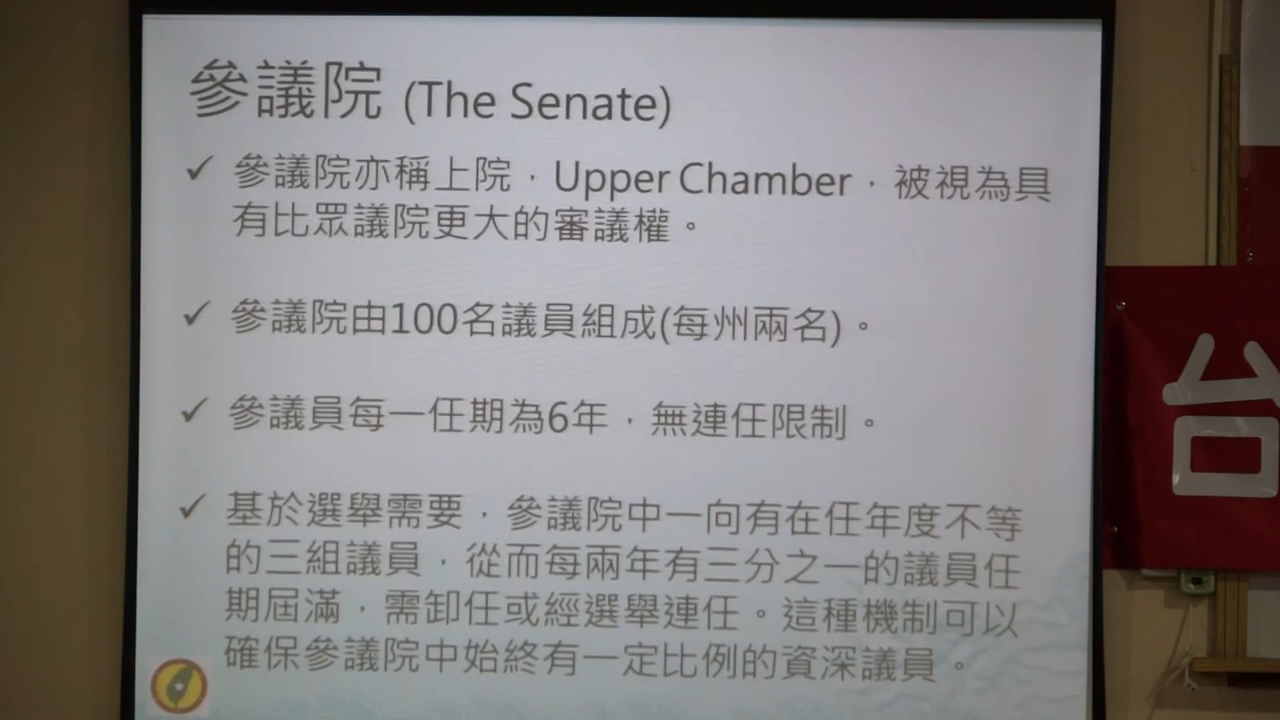 參議院 (The Senate)
✓ 參議院亦稱上院，Upper Chamber，被視為具
有比眾議院更大的審議權。
✓ 參議院由100名議員組成(每州兩名)。
✓ 參議員每一任期為6年，無連任限制。
✓ 基於選舉需要，參議院中一向有在任年度不等
的三組議員，從而每兩年有三分之一的議員任
期屆滿，需卸任或經選舉連任。這種機制可以
確保參議院中始終有一定比例的資深議員。
台